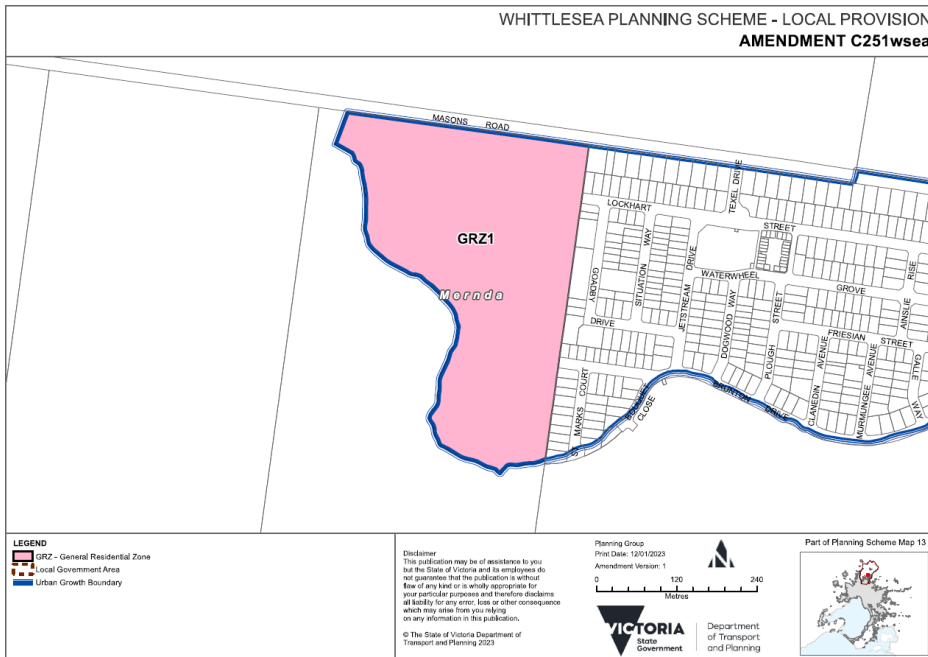 WHITTLESEA PLANNING SCHEME - LOCAL PROVISION
AMENDMENT C251wsea
MASONS ROAD
TEXEL DRIVE
LOCKHART STREET
GRZ1
Mernda
GOADBY DRIVE
SITUATION WAY
JETSTREAM DRIVE
WATERWHEEL GROVE
DOGWOOD WAY
PLOUGH STREET
AINSLIE RISE
FRIESIAN STREET
CLANEDIN AVENUE
MURMUNGEE AVENUE
GALLE WAY
ST MARKS COURT
CLOSE
BRUNTON DRIVE
LEGEND
GRZ - General Residential Zone
Local Government Area
Urban Growth Boundary
Disclaimer
This publication may be of assistance to you
but the State of Victoria and its employees do
not guarantee that the publication is without
flaw of any kind or is wholly appropriate for
your particular purposes and therefore disclaims
all liability for any error, loss or other consequence
which may arise from you relying
on any information in this publication.
© The State of Victoria Department of
Transport and Planning 2023
Planning Group
Print Date: 12/01/2023
Amendment Version: 1
0 120 240
Metres
VICTORIA
State
Government
Department
of Transport
and Planning
Part of Planning Scheme Map 13